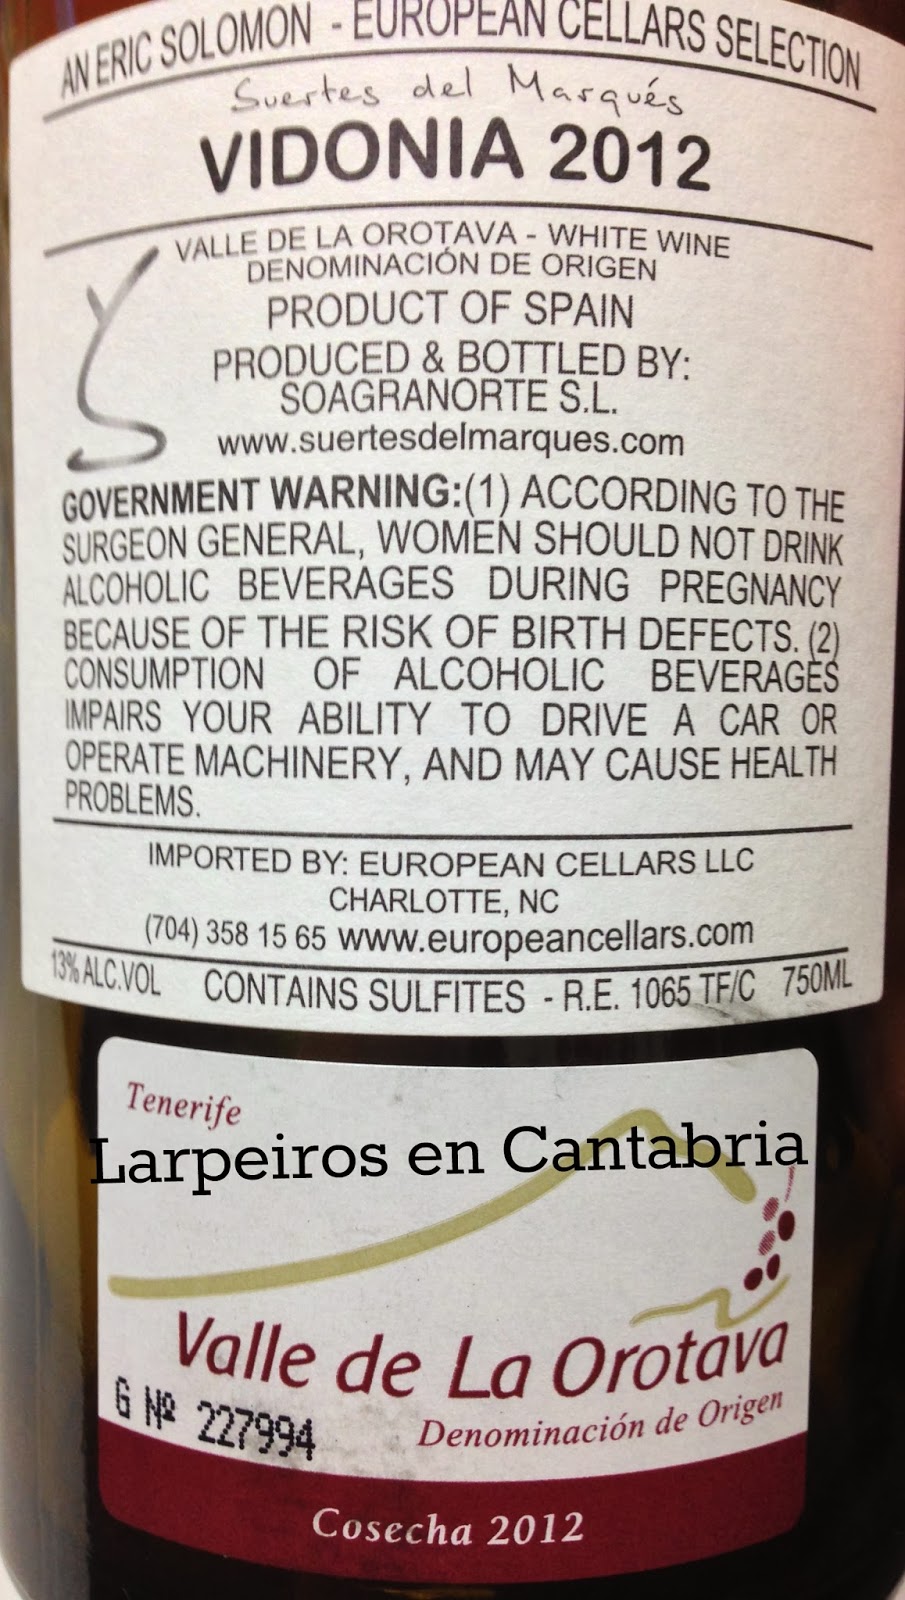 AN ERIC SOLOMON - EUROPEAN CELLARS SELECTION
Suertes del Marqués
VIDONIA 2012
VALLE DE LA OROTAVA - WHITE WINE
DENOMINACIÓN DE ORIGEN
PRODUCT OF SPAIN
PRODUCED & BOTTLED BY:
SOAGRANORTE S.L.
www.suertesdelmarques.com
GOVERNMENT WARNING:(1) ACCORDING TO THE
SURGEON GENERAL, WOMEN SHOULD NOT DRINK
ALCOHOLIC BEVERAGES DURING PREGNANCY
BECAUSE OF THE RISK OF BIRTH DEFECTS. (2)
CONSUMPTION OF ALCOHOLIC BEVERAGES
IMPAIRS YOUR ABILITY TO DRIVE A CAR OR
OPERATE MACHINERY, AND MAY CAUSE HEALTH
PROBLEMS.
IMPORTED BY: EUROPEAN CELLARS LLC
CHARLOTTE, NC
(704) 358 15 65 www.europeancellars.com
13% ALC.VOL CONTAINS SULFITES - R.E. 1065 TF/C 750ML
Tenerife
Larpeiros en Cantabria
Valle de La Orotava
G Nº 227994
Denominación de Origen
Cosecha 2012